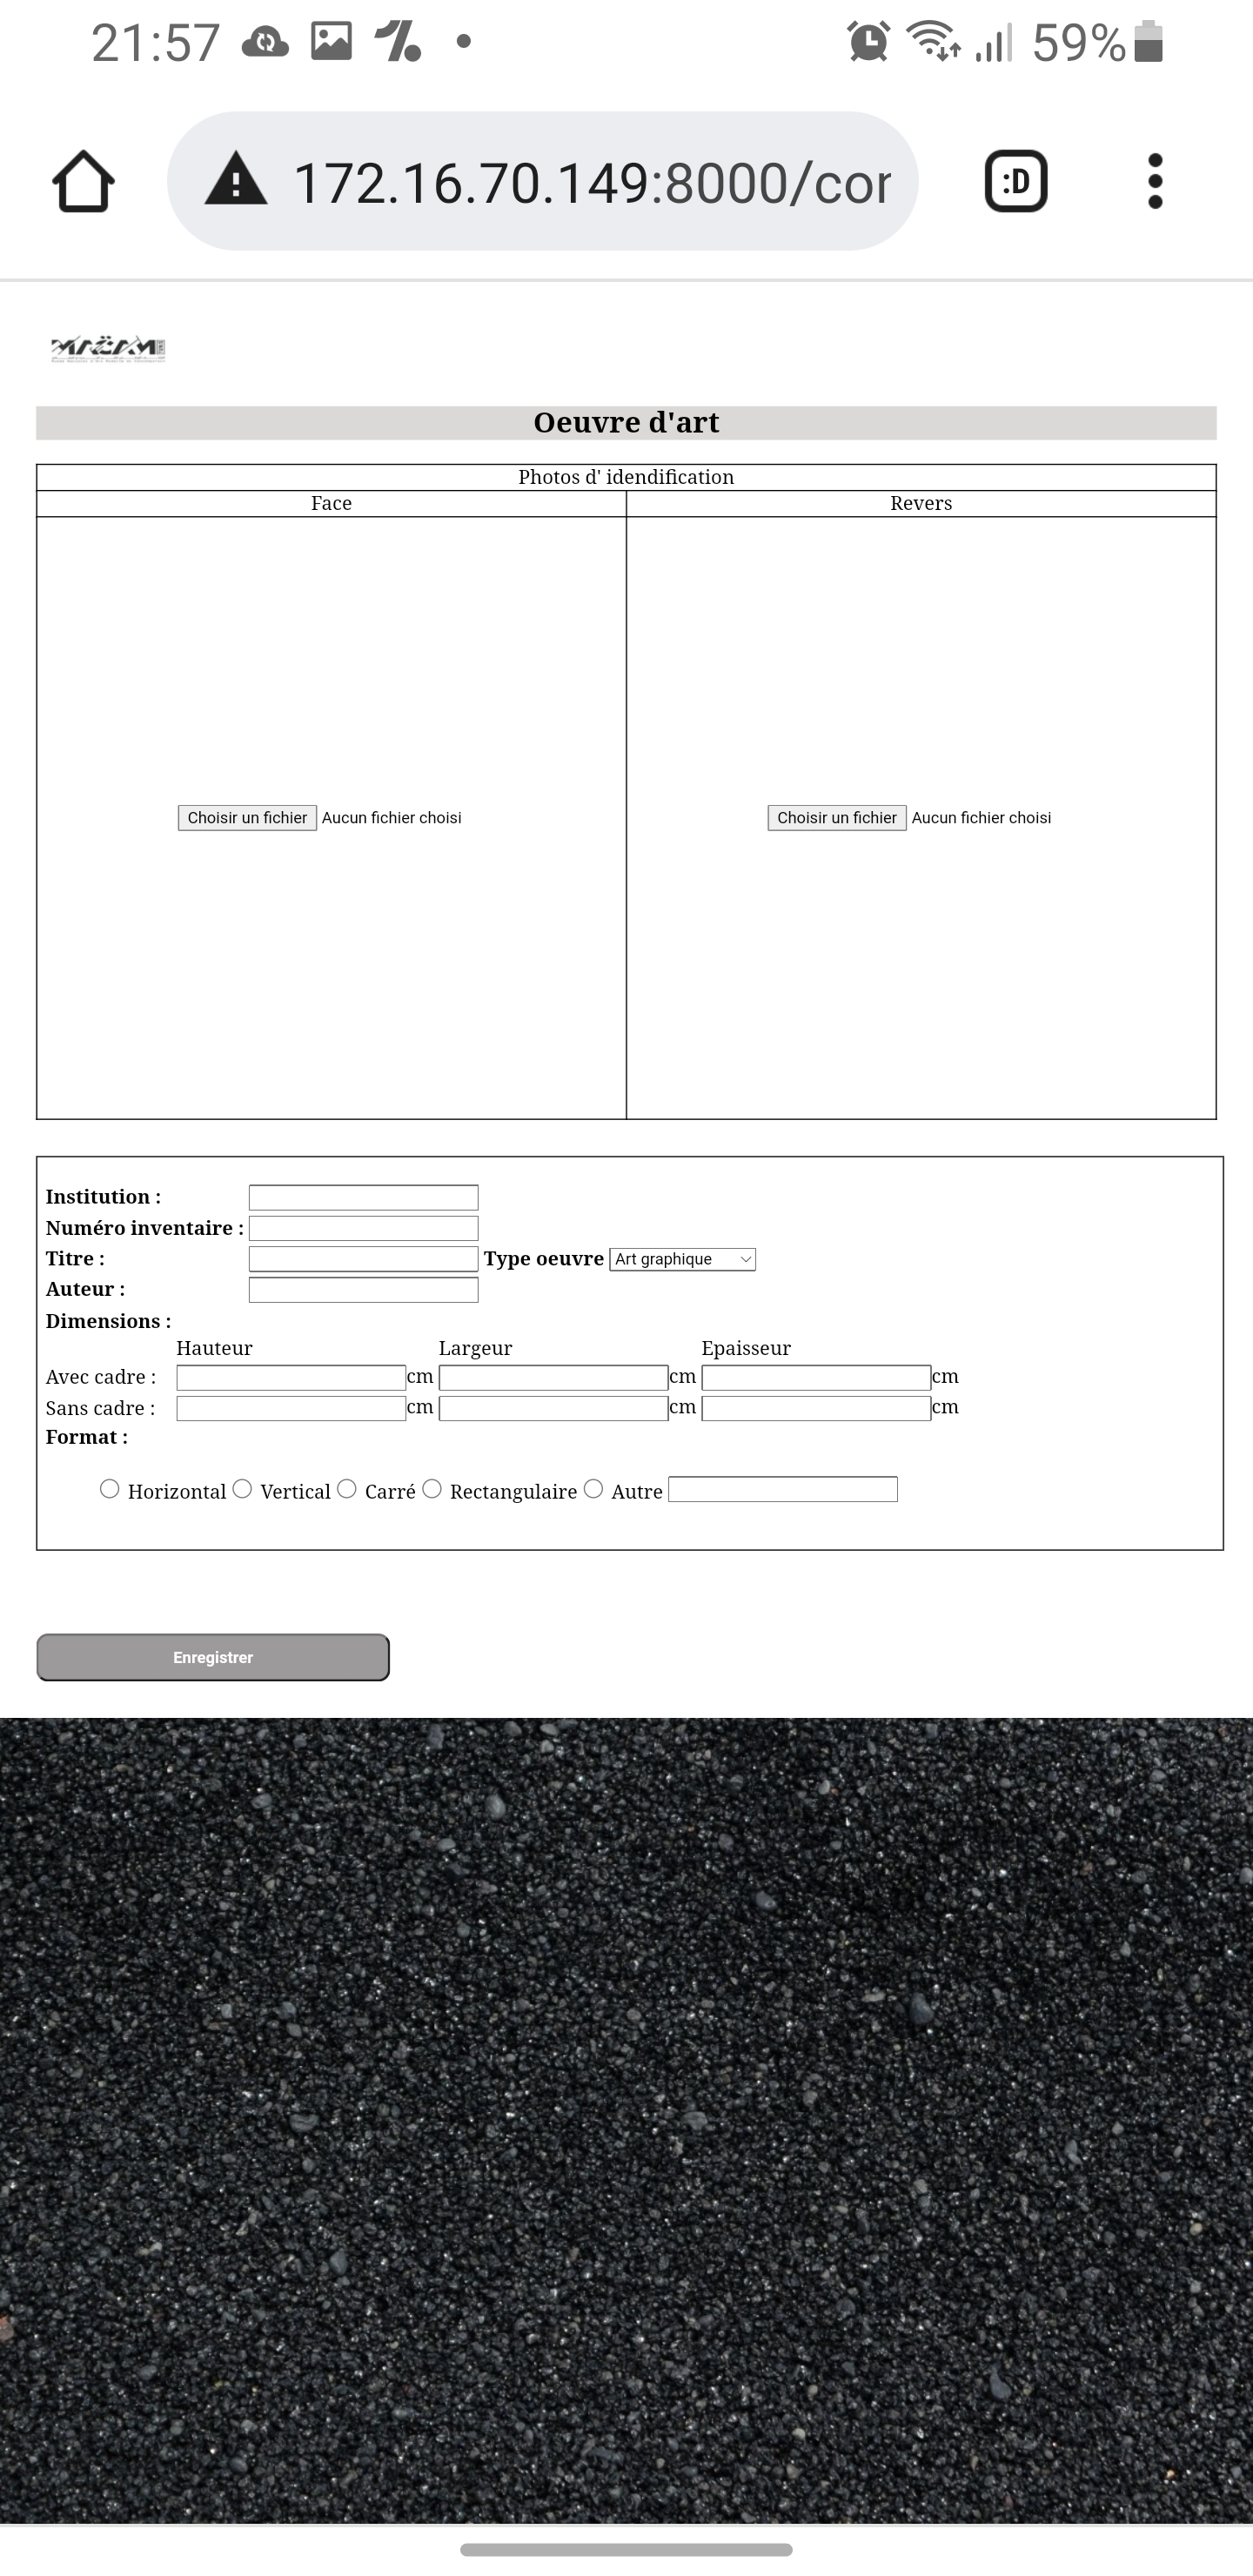 21:57 59%
172.16.70.149:8000/cor :D
Oeuvre d'art
Photos d' idendification
Face Revers
Choisir un fichier Aucun fichier choisi Choisir un fichier Aucun fichier choisi
Institution :
Numéro inventaire :
Titre : Type oeuvre Art graphique
Auteur :
Dimensions :
Hauteur Largeur Epaisseur
Avec cadre : cm cm cm
Sans cadre : cm cm cm
Format :
Horizontal Vertical Carré Rectangulaire Autre
Enregistrer